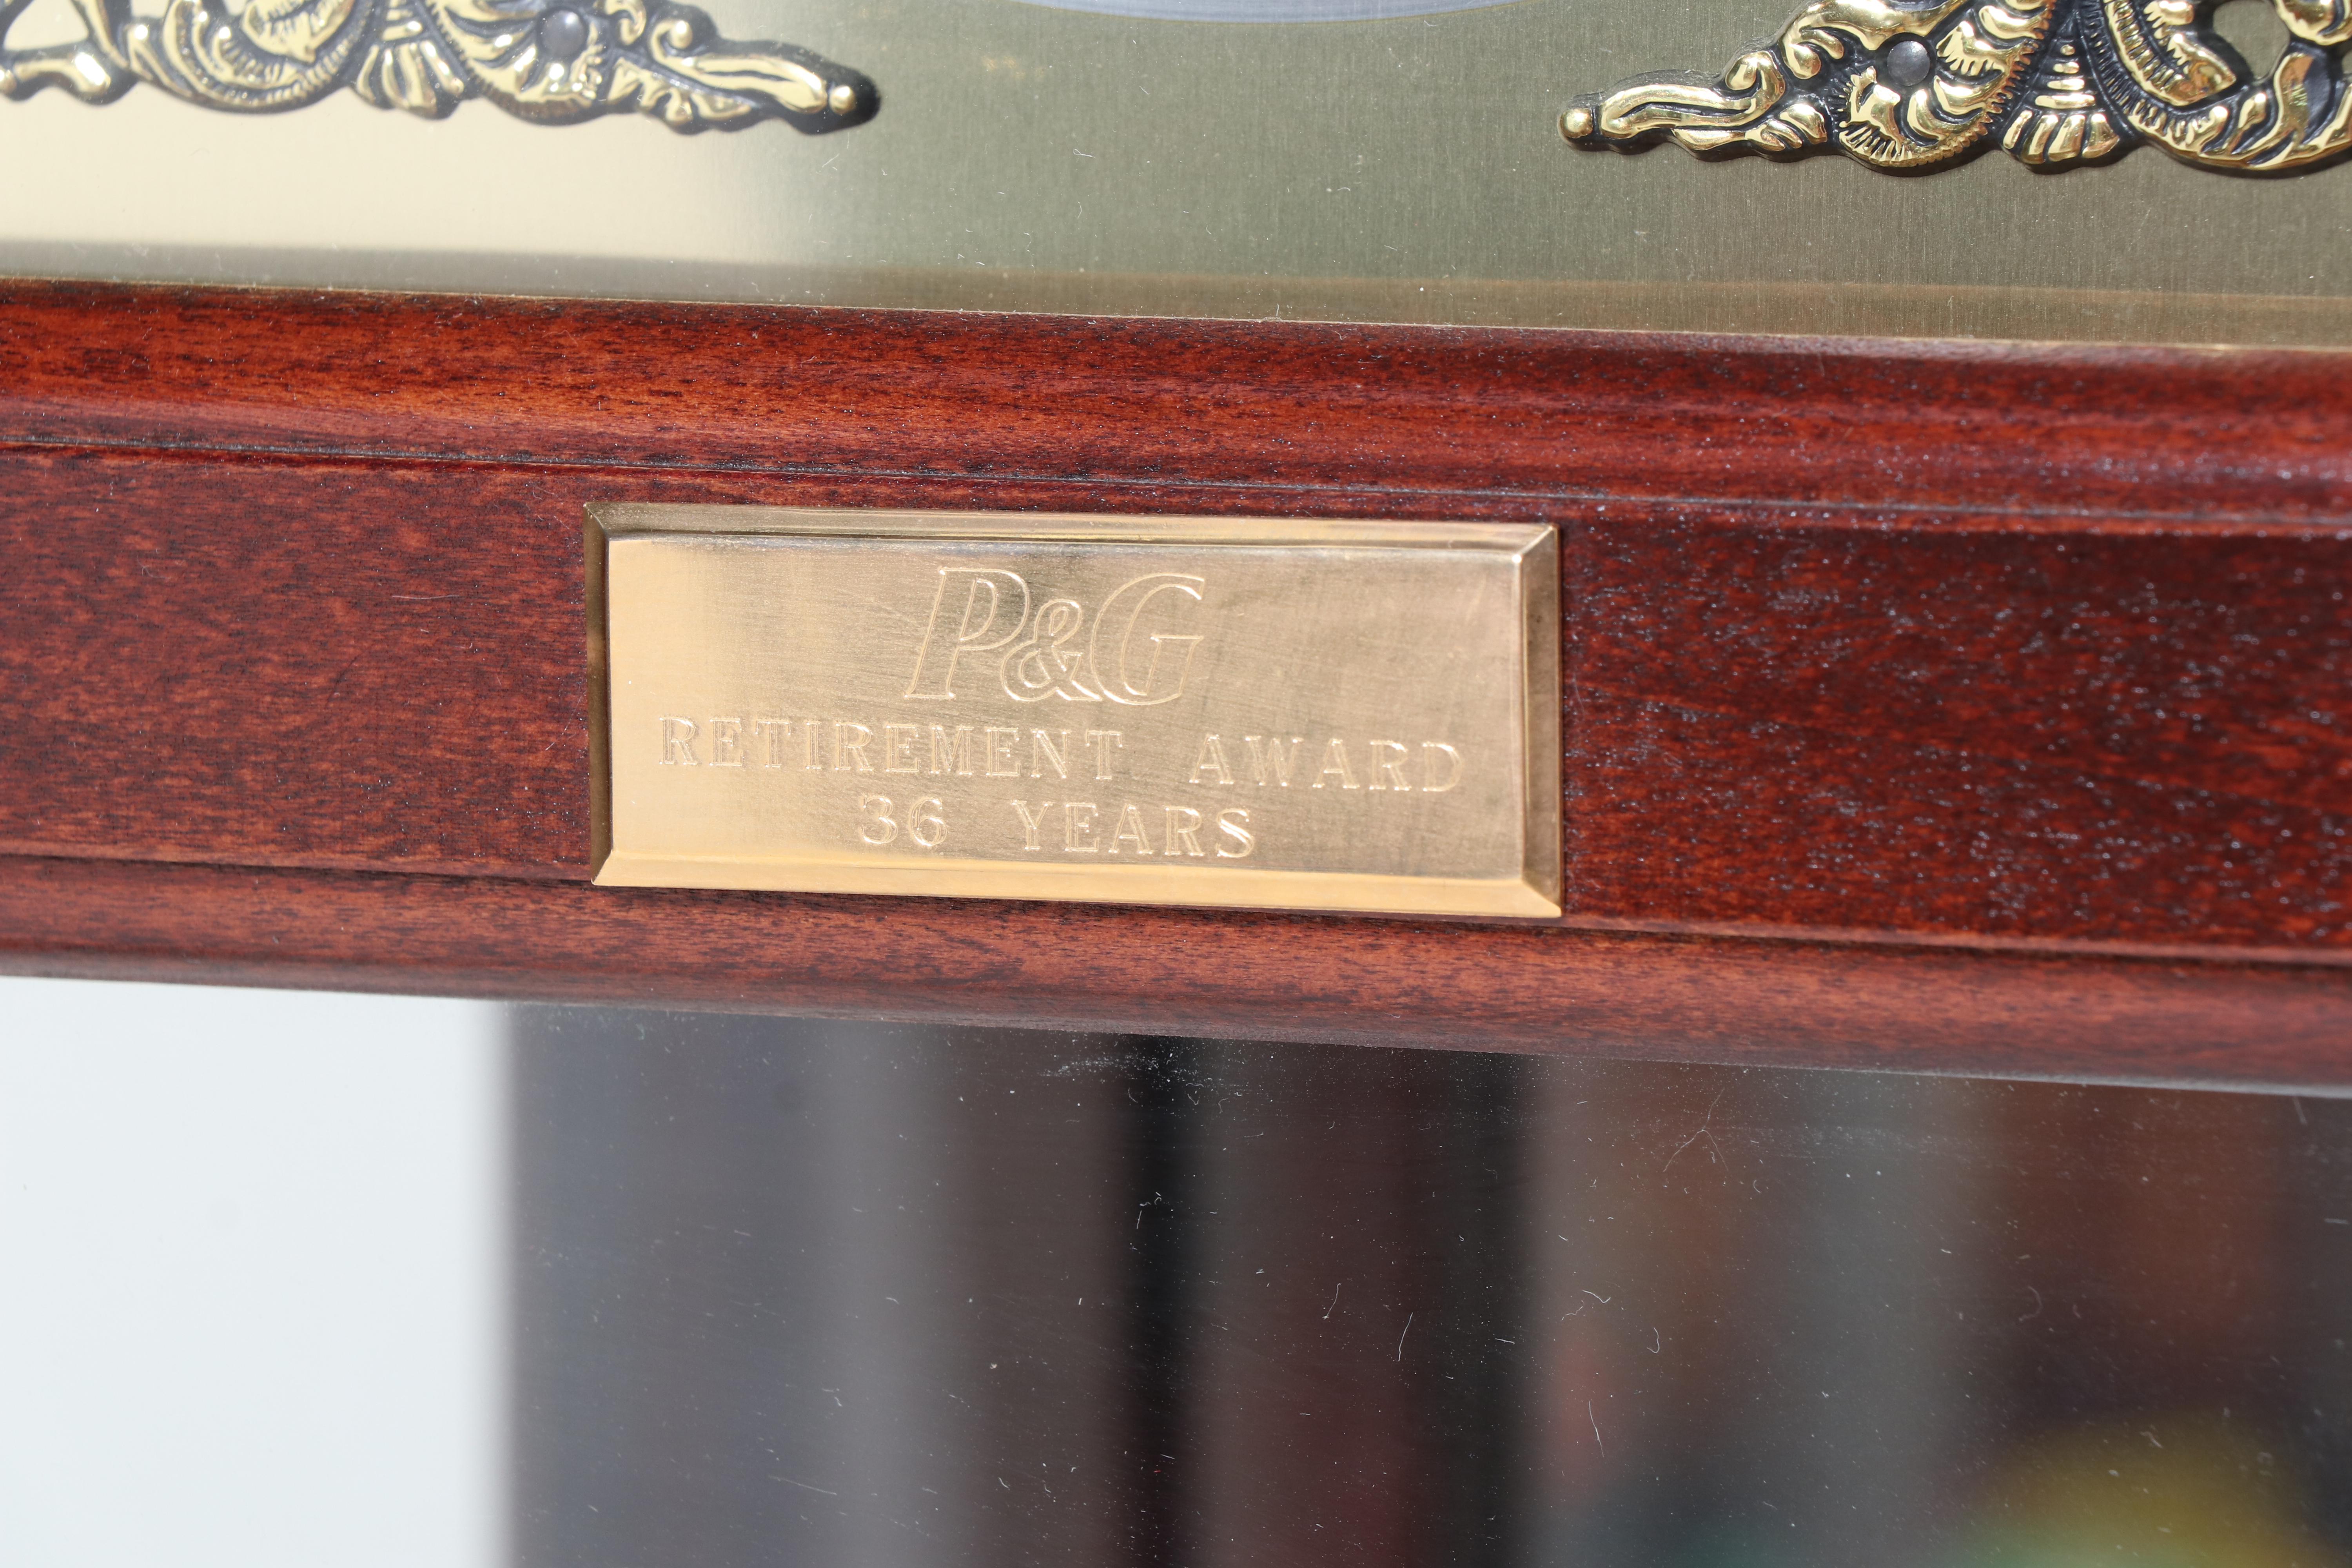 P&G
RETIREMENT AWARD
36 YEARS